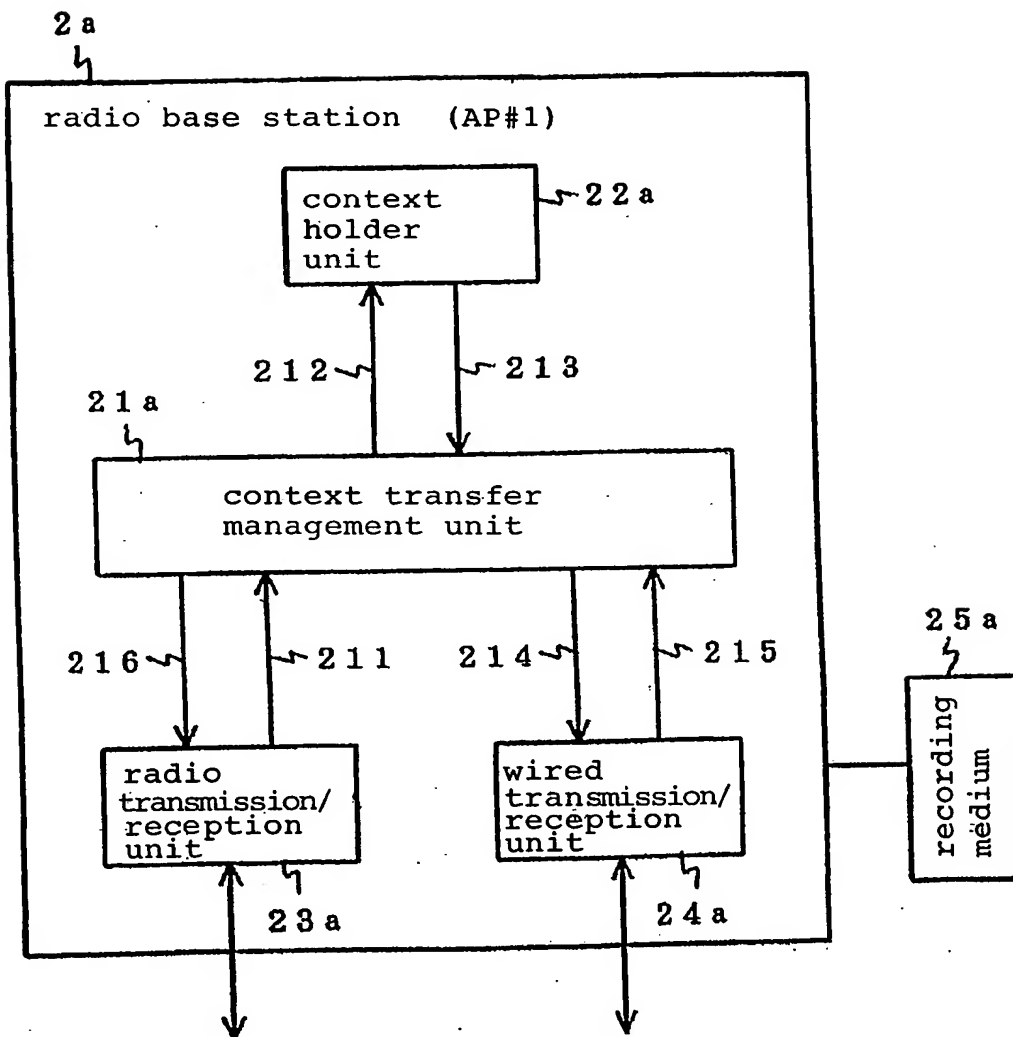 2a
radio base station (AP#1)
context
holder
unit
22a
212
213
21a
context transfer
management unit
216
211
214
215
25a
recording
medium
radio
transmission/
reception
unit
wired
transmission/
reception
unit
23a
24a